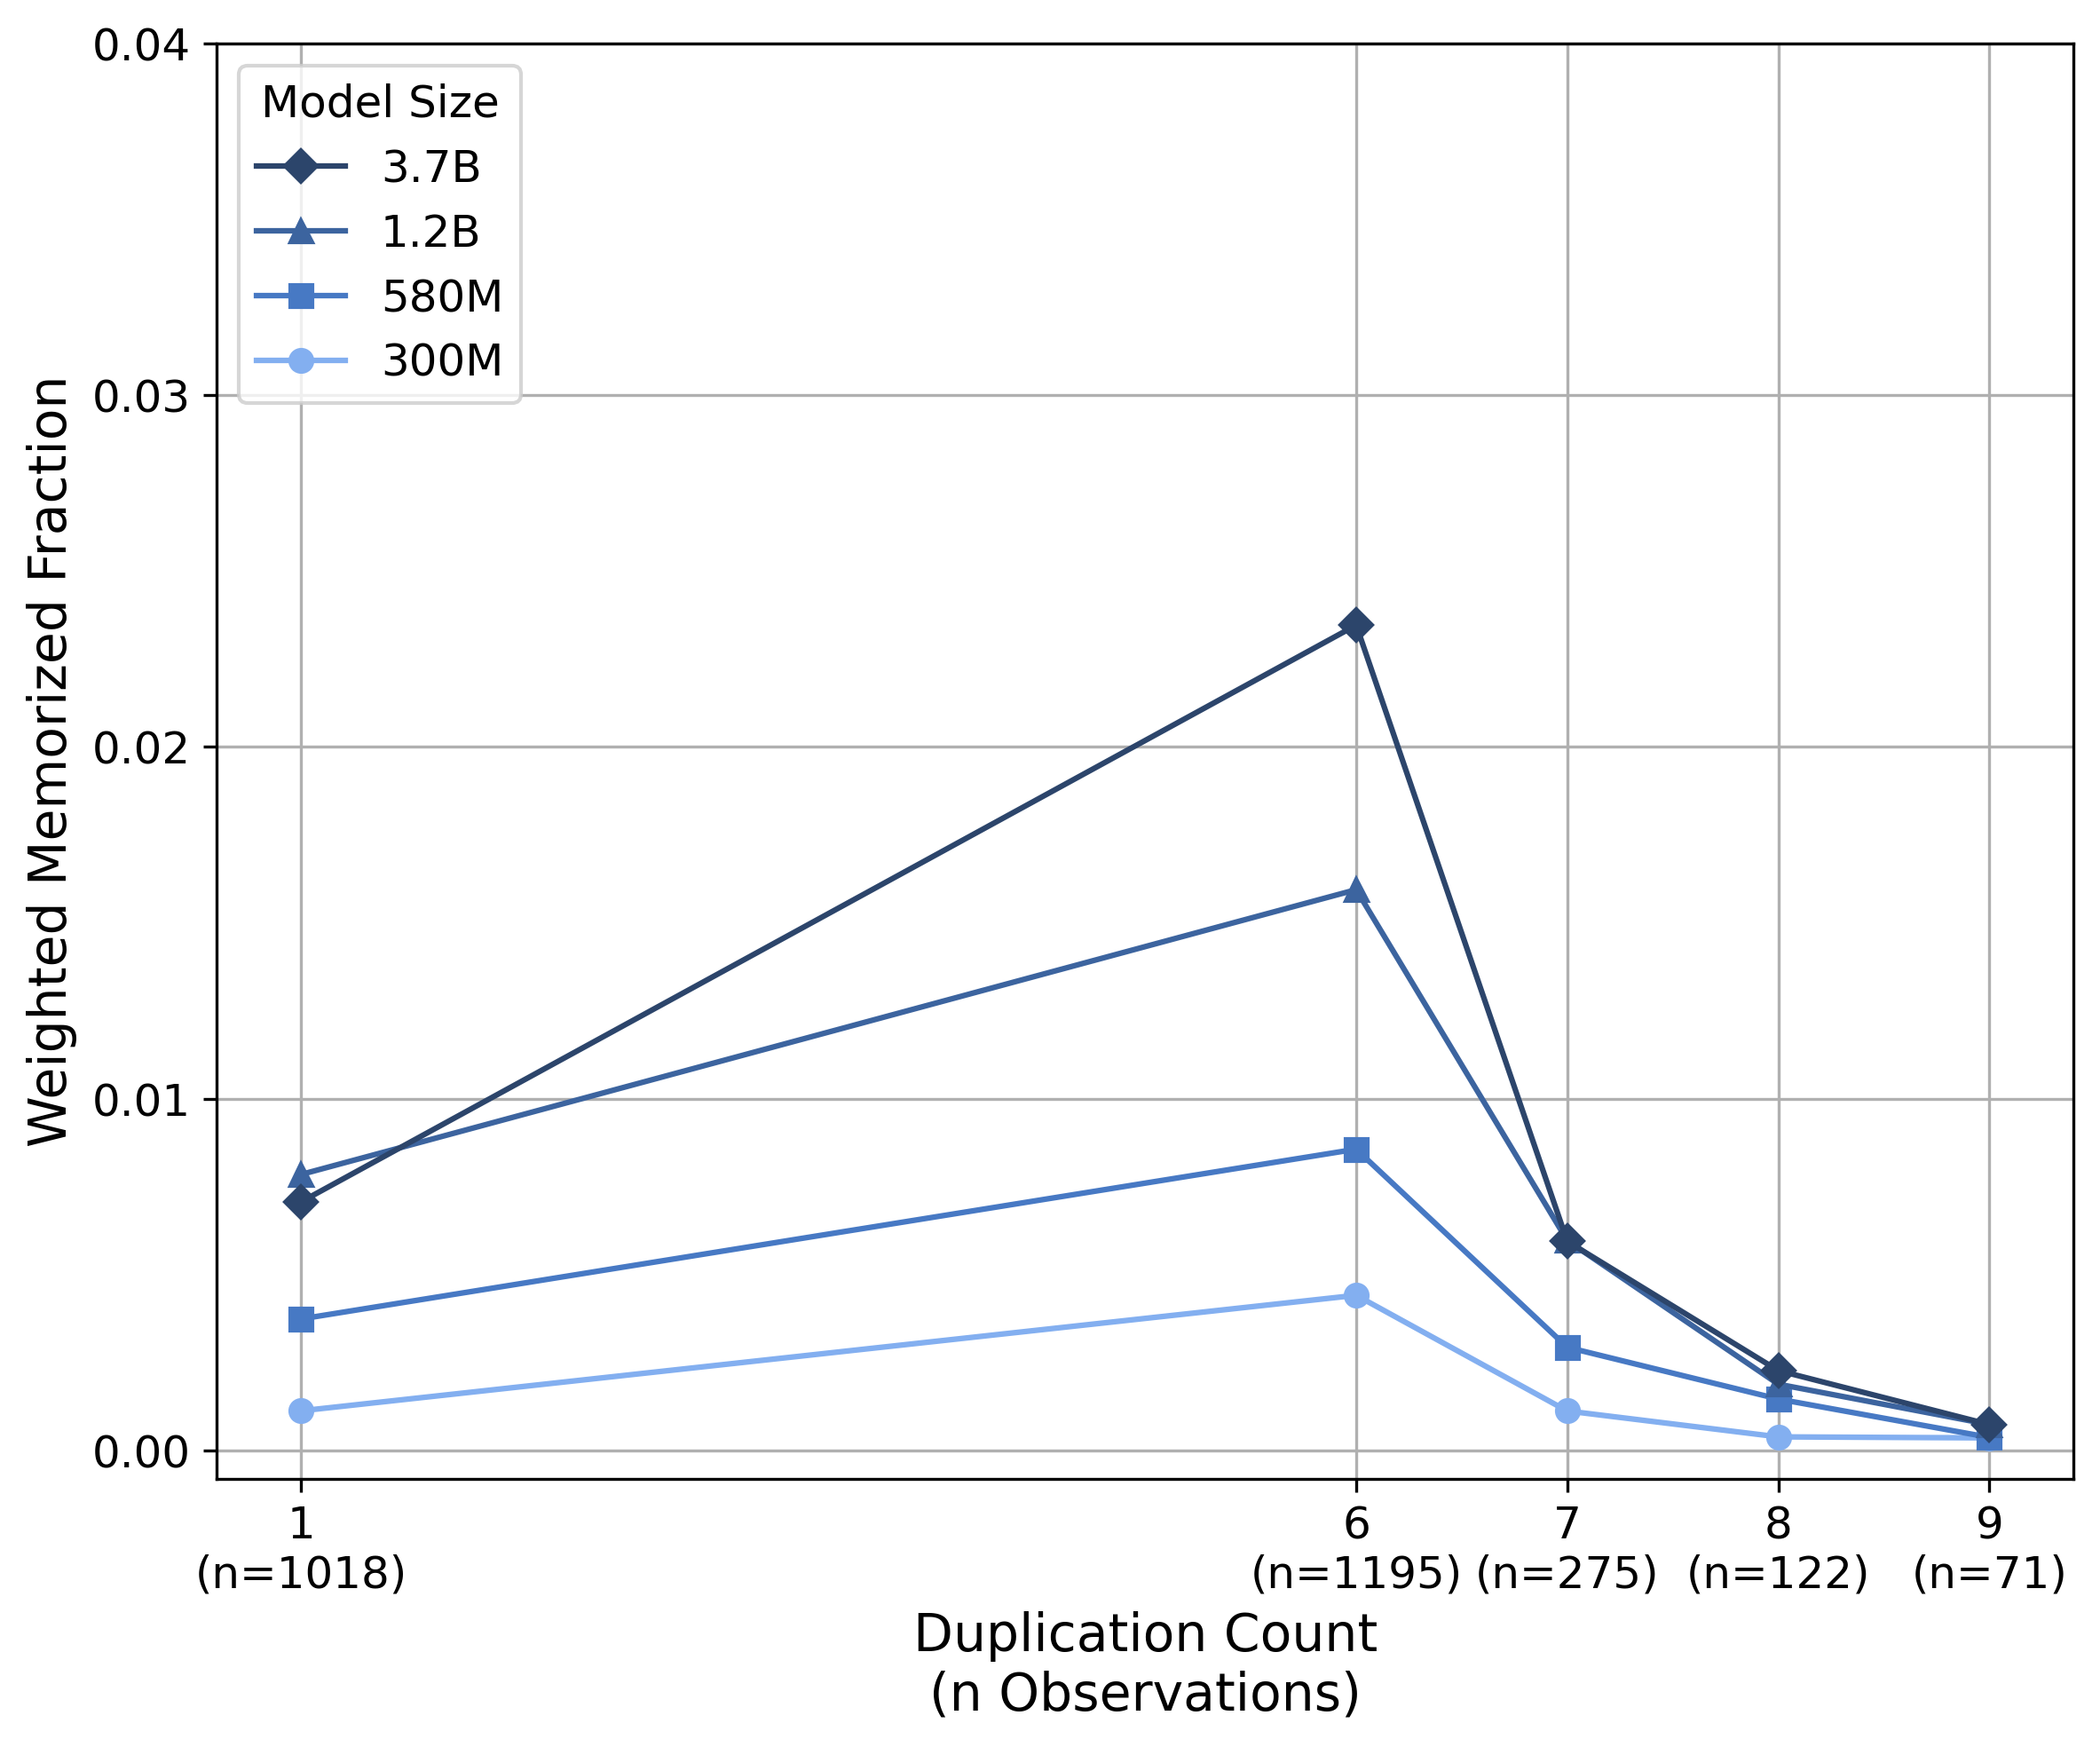 0.04
0.03
0.02
0.01
0.00
Weighted Memorized Fraction
Model Size
3.7B
1.2B
580M
300M
1 6 7 8 9
(n=1018) (n=1195) (n=275) (n=122) (n=71)
Duplication Count
(n Observations)